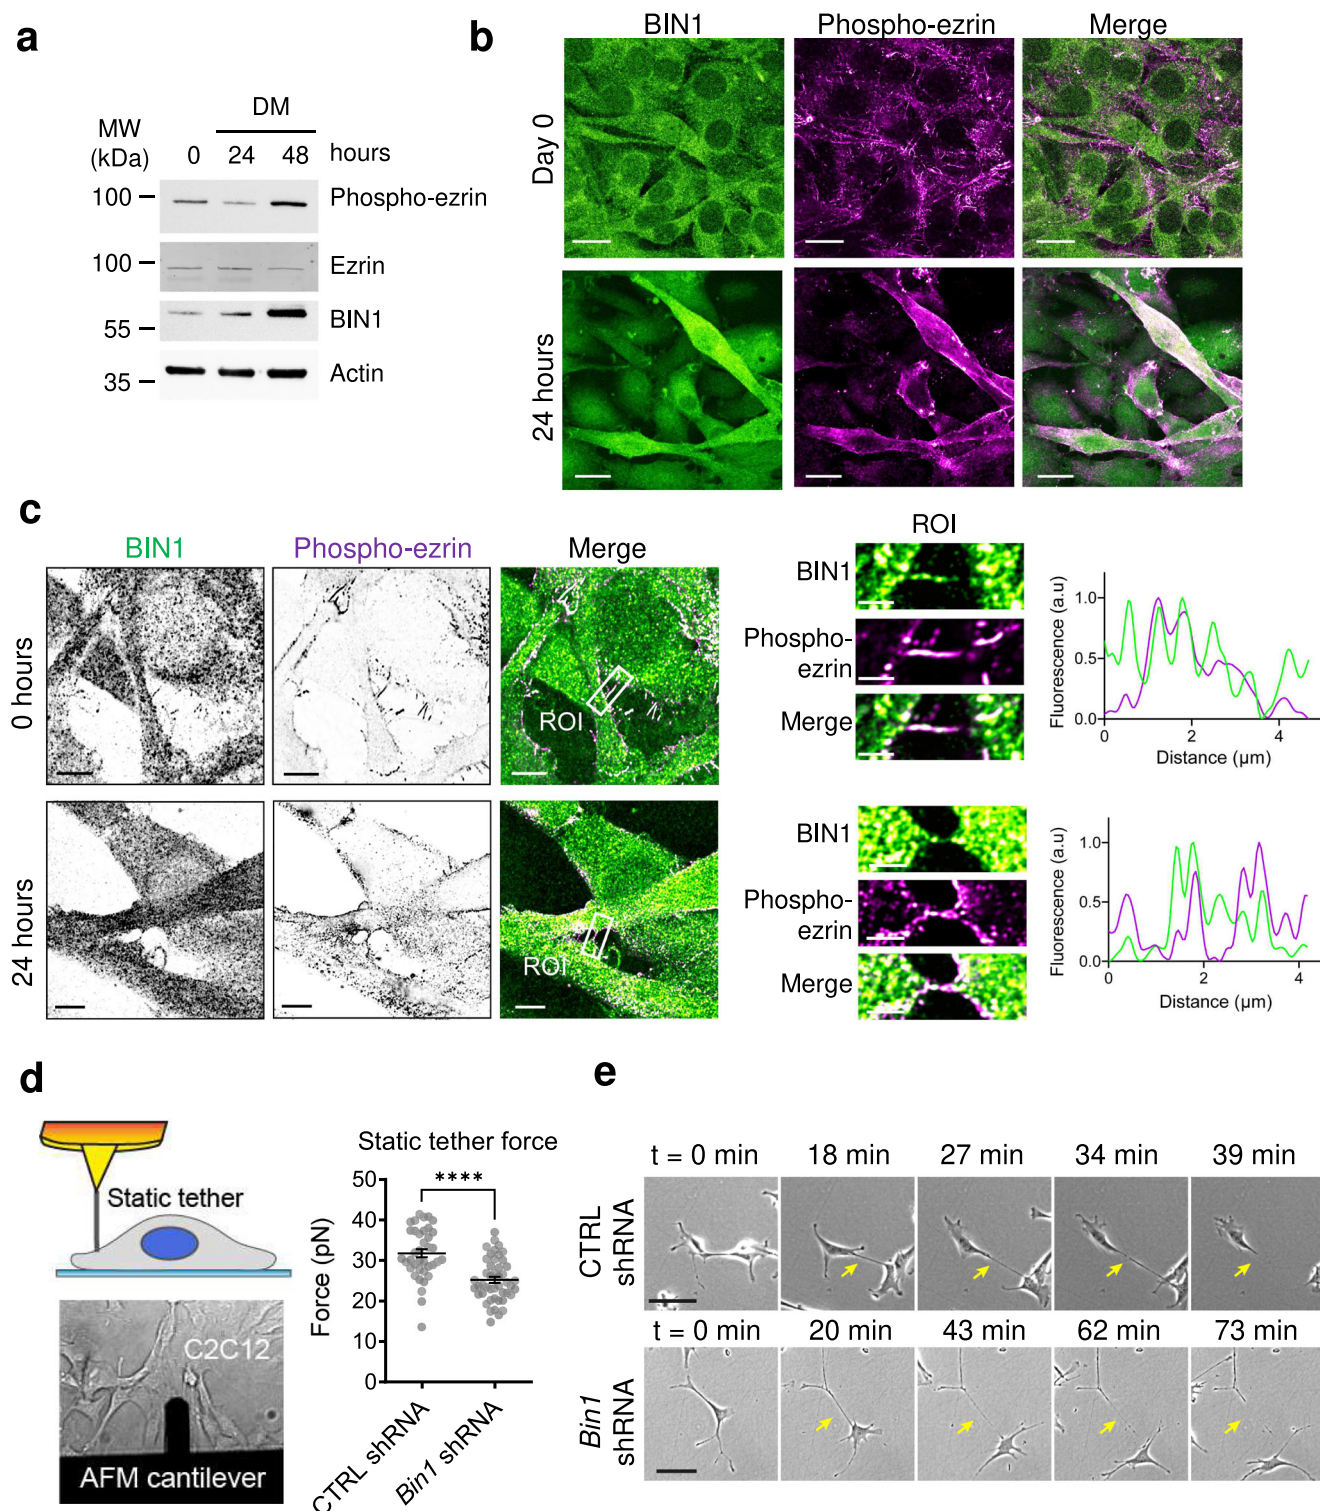 a
DM
MW
(kDa)
0
24
48
hours
100
Phospho-ezrin
100
Ezrin
BIN1
55
Actin
35
b
BIN1
Phospho-ezrin
Merge
Day 0
24 hours
c
BIN1
Phospho-ezrin
Merge
0 hours
ROI
24 hours
ROI
ROI
BIN1
Phospho-
ezrin
Merge
Fluorescence (a.u)
1.0
0.5
0.0
0
2
4
Distance (µm)
BIN1
Phospho-
ezrin
Merge
Fluorescence (a.u)
1.0
0.5
0.0
0
2
4
Distance (µm)
d
Static tether
C2C12
AFM cantilever
Static tether force
****
Force (pN)
50
40
30
20
10
0
CTRL shRNA
Bin1 shRNA
e
t = 0 min
18 min
27 min
34 min
39 min
CTRL
shRNA
t = 0 min
20 min
43 min
62 min
73 min
Bin1
shRNA